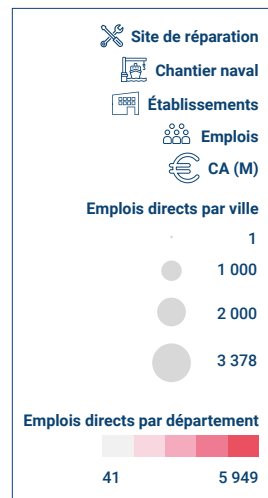 Site de réparation
Chantier naval
Établissements
Emplois
CA (M)
Emplois directs par ville
1
1 000
2 000
3 378
Emplois directs par département
41 5 949